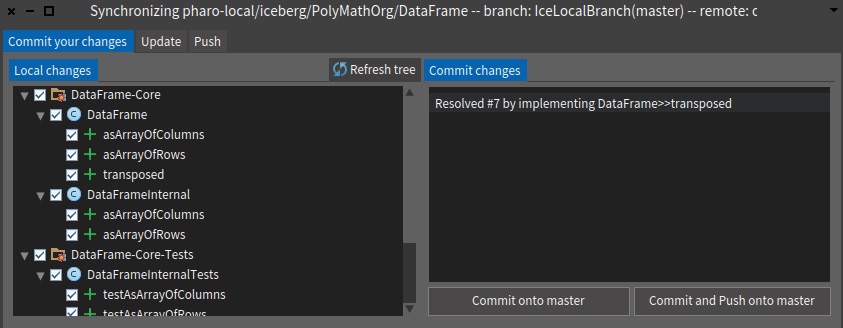 Synchronizing pharo-local/iceberg/PolyMathOrg/DataFrame -- branch: IceLocalBranch(master) -- remote: c
Commit your changes
Update
Push
Local changes
Refresh tree
DataFrame-Core
DataFrame
asArrayOfColumns
asArrayOfRows
transposed
DataFrameInternal
asArrayOfColumns
asArrayOfRows
DataFrame-Core-Tests
DataFrameInternalTests
testAsArrayOfColumns
testAsArrayOfRows
Commit changes
Resolved #7 by implementing DataFrame>>transposed
Commit onto master
Commit and Push onto master